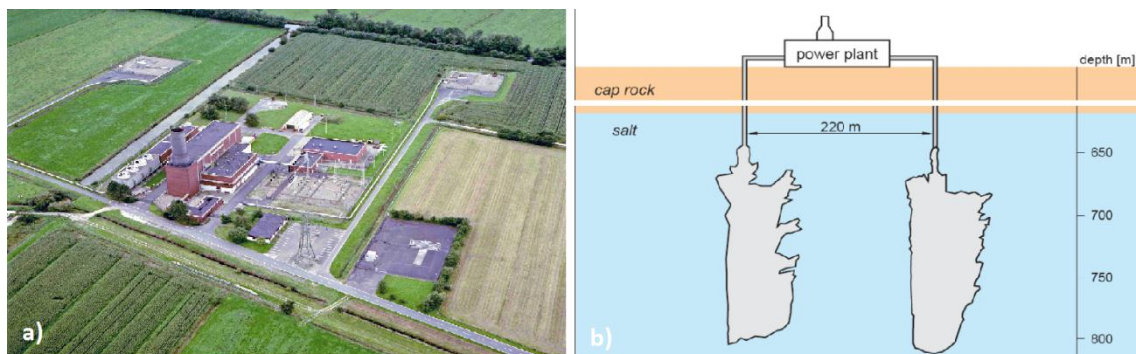 a)
power plant
depth [m]
cap rock
salt
220 m
650
700
750
800
b)